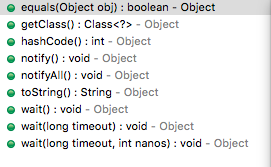 equals(Object obj) : boolean - Object
getClass() : Class<?> - Object
hashCode() : int - Object
notify() : void - Object
notifyAll() : void - Object
toString() : String - Object
wait() : void - Object
wait(long timeout) : void - Object
wait(long timeout, int nanos) : void - Object